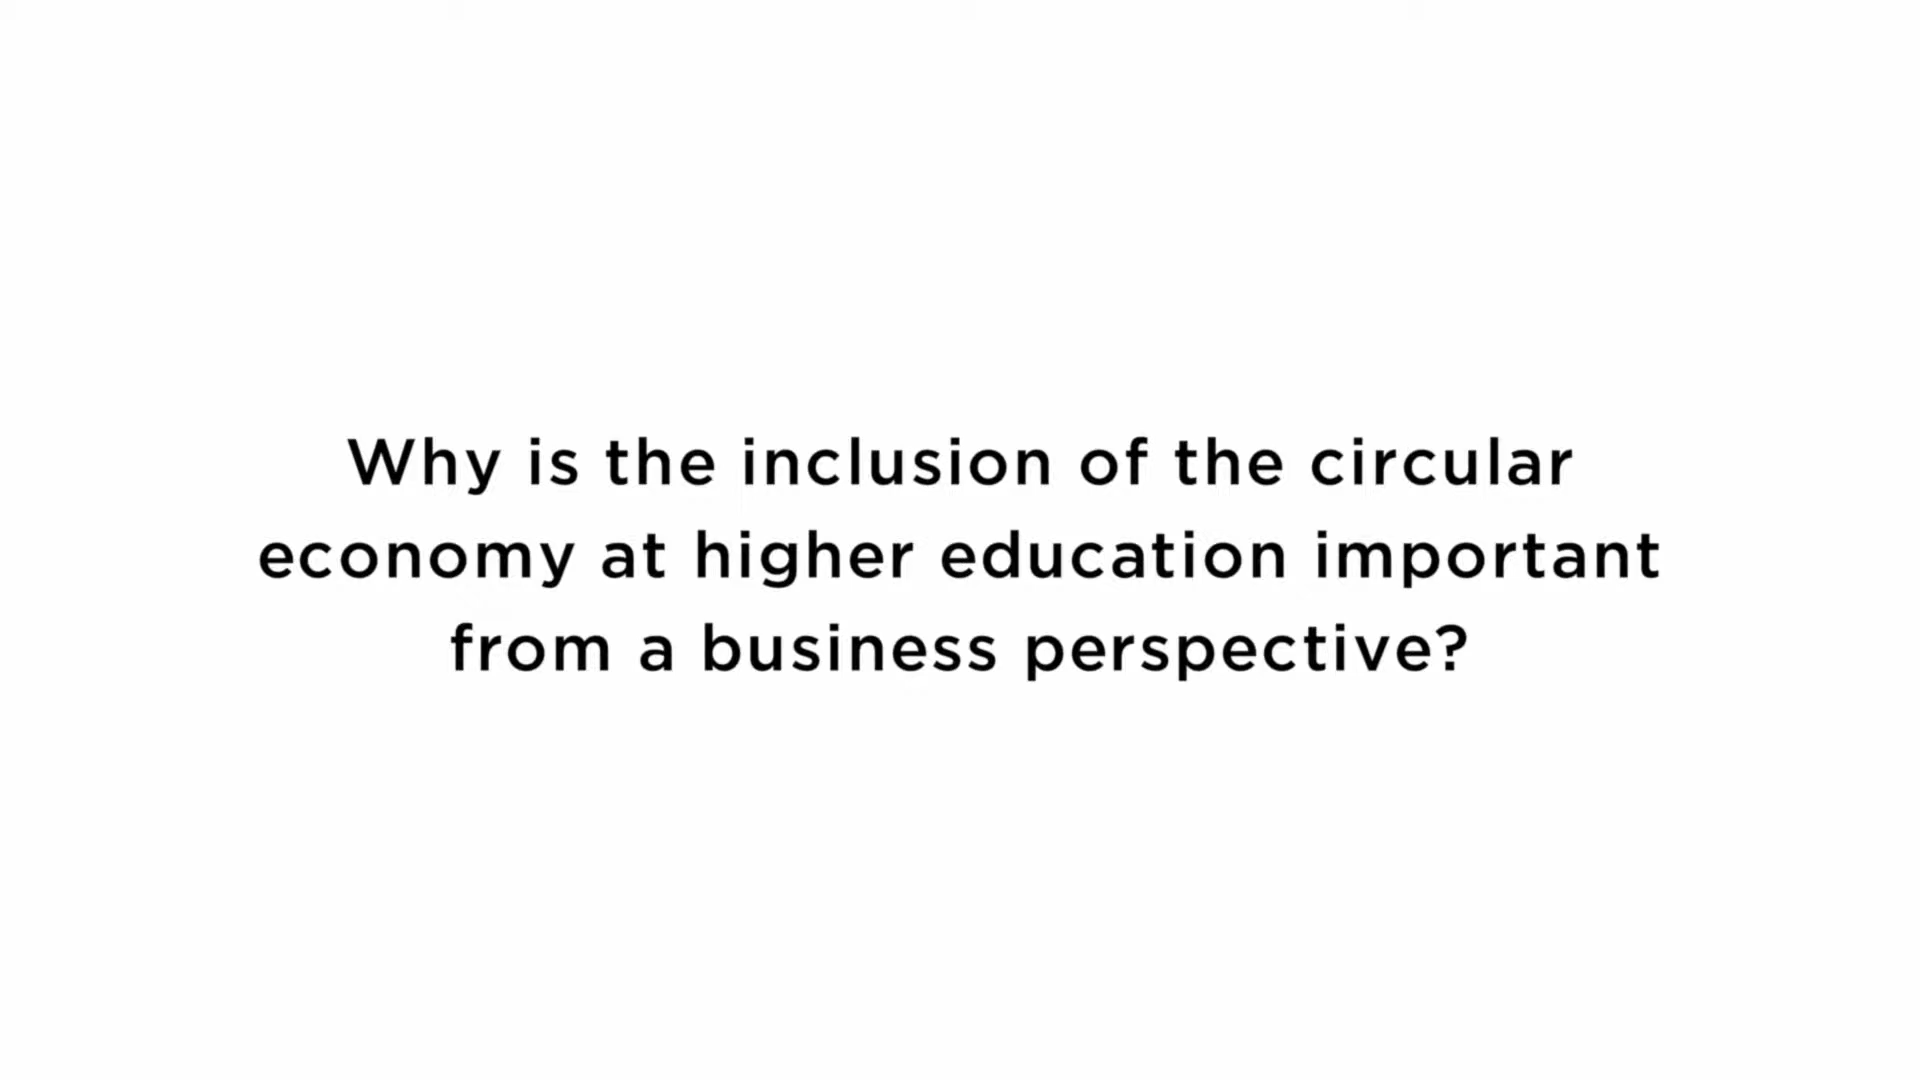 Why is the inclusion of the circular
economy at higher education important
from a business perspective?